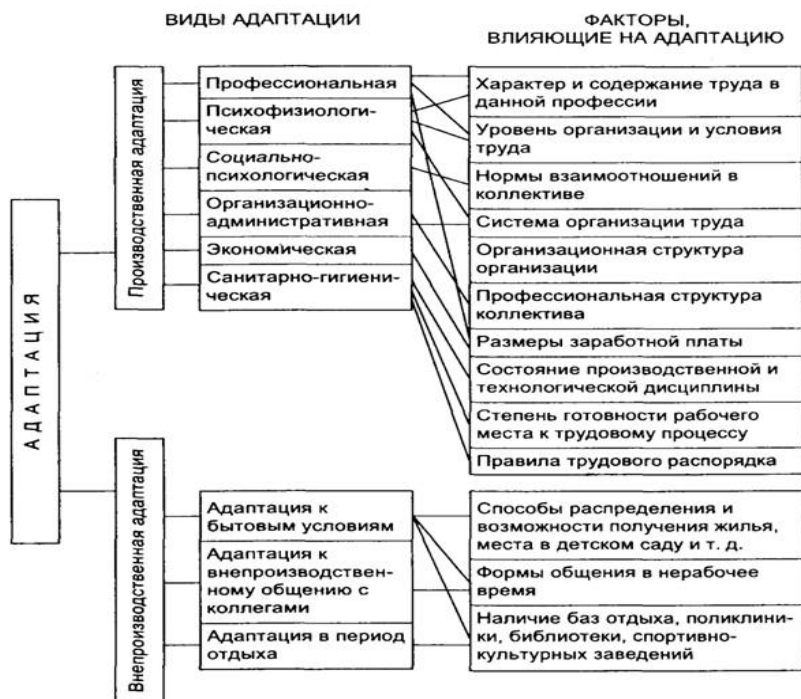 ВИДЫ АДАПТАЦИИ
ФАКТОРЫ,
ВЛИЯЮЩИЕ НА АДАПТАЦИЮ
АДАПТАЦИЯ
Производственная адаптация
Профессиональная
Психофизиологи-
ческая
Социально-
психологическая
Организационно-
административная
Экономическая
Санитарно-гигиени-
ческая
Характер и содержание труда в
данной профессии
Уровень организации и условия
труда
Нормы взаимоотношений в
коллективе
Система организации труда
Организационная структура
организации
Профессиональная структура
коллектива
Размеры заработной платы
Состояние производственной и
технологической дисциплины
Степень готовности рабочего
места к трудовому процессу
Правила трудового распорядка
Внепроизводственная адаптация
Адаптация к
бытовым условиям
Адаптация к
внепроизводствен-
ному общению с
коллегами
Адаптация в период
отдыха
Способы распределения и
возможности получения жилья,
места в детском саду и т. д.
Формы общения в нерабочее
время
Наличие баз отдыха, поликлини-
ки, библиотеки, спортивно-
культурных заведений